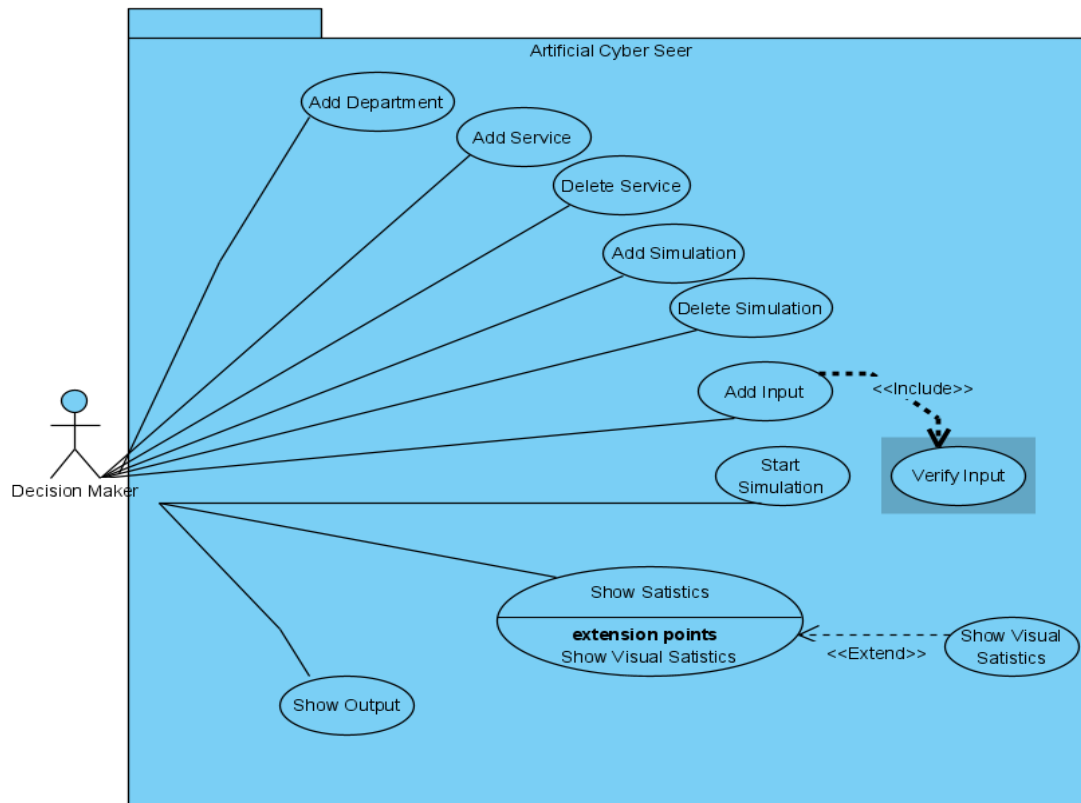 Artificial Cyber Seer
Add Department
Add Service
Delete Service
Add Simulation
Delete Simulation
Add Input
<<Include>>
Start
Simulation
Verify Input
Decision Maker
Show Satistics
extension points
Show Visual Satistics
<<Extend>>
Show Visual
Satistics
Show Output